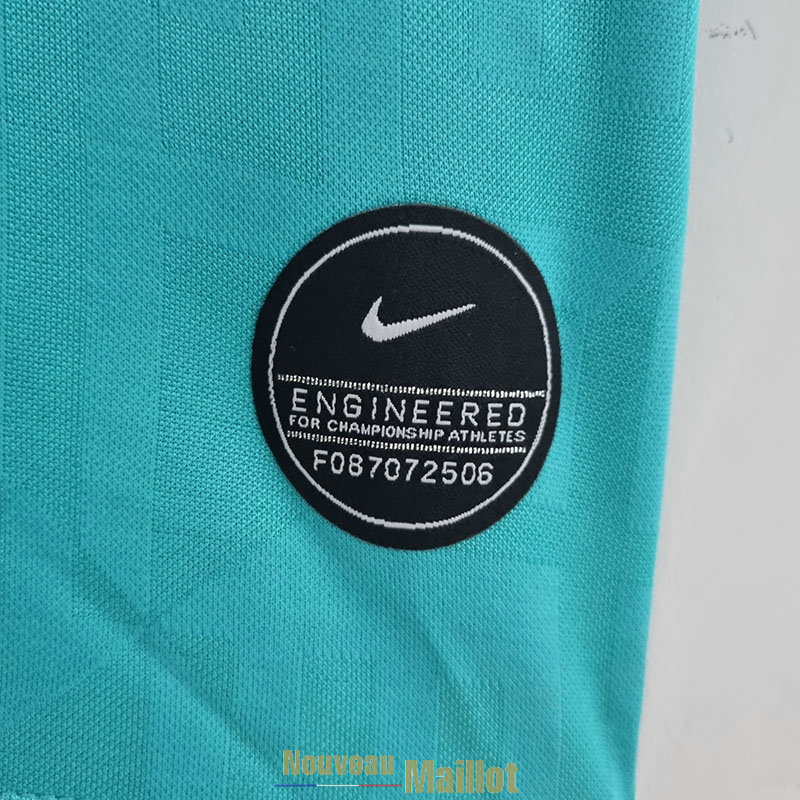 ENGINEERED
FOR CHAMPIONSHIP ATHLETES
F087072506
Nouveau Maillot